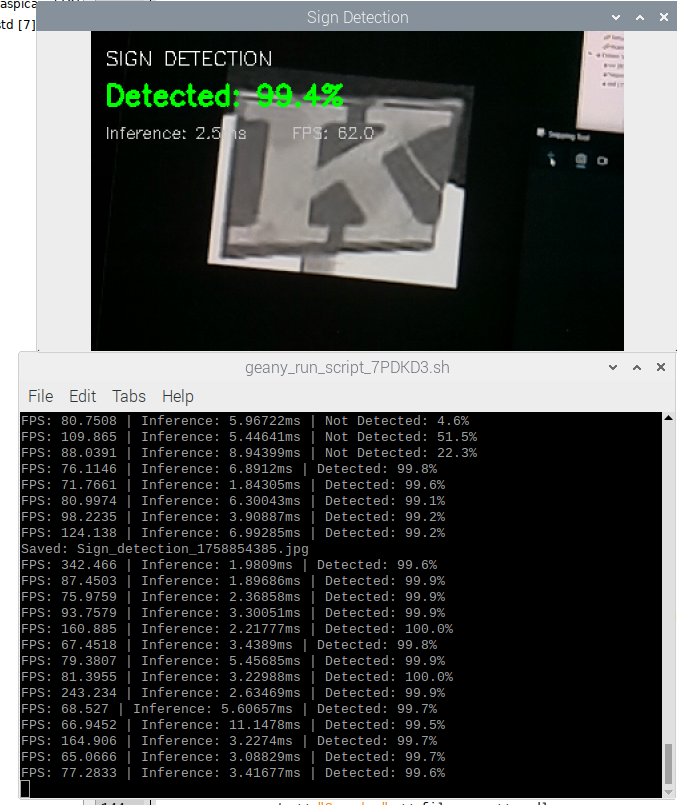 aspica
std [7]
Sign Detection
SIGN DETECTION
Detected: 99.4%
Inference: 2.5ms FPS: 62.0
K
Snipping Tool
geany_run_script_7PDKD3.sh
File Edit Tabs Help
FPS: 80.7508 | Inference: 5.96722ms | Not Detected: 4.6%
FPS: 109.865 | Inference: 5.44641ms | Not Detected: 51.5%
FPS: 88.0391 | Inference: 8.94399ms | Not Detected: 22.3%
FPS: 76.1146 | Inference: 6.8912ms | Detected: 99.8%
FPS: 71.7661 | Inference: 1.84305ms | Detected: 99.6%
FPS: 80.9974 | Inference: 6.30043ms | Detected: 99.1%
FPS: 98.2235 | Inference: 3.90887ms | Detected: 99.2%
FPS: 124.138 | Inference: 6.99285ms | Detected: 99.2%
Saved: Sign_detection_1758854385.jpg
FPS: 342.466 | Inference: 1.9809ms | Detected: 99.6%
FPS: 87.4503 | Inference: 1.89686ms | Detected: 99.9%
FPS: 75.9759 | Inference: 2.36858ms | Detected: 99.9%
FPS: 93.7579 | Inference: 3.30051ms | Detected: 99.9%
FPS: 160.885 | Inference: 2.21777ms | Detected: 100.0%
FPS: 67.4518 | Inference: 3.4389ms | Detected: 99.8%
FPS: 79.3807 | Inference: 5.45685ms | Detected: 99.9%
FPS: 81.3955 | Inference: 3.22988ms | Detected: 100.0%
FPS: 243.234 | Inference: 2.63469ms | Detected: 99.9%
FPS: 68.527 | Inference: 5.60657ms | Detected: 99.7%
FPS: 66.9452 | Inference: 11.1478ms | Detected: 99.5%
FPS: 164.906 | Inference: 3.2274ms | Detected: 99.7%
FPS: 65.0666 | Inference: 3.08829ms | Detected: 99.7%
FPS: 77.2833 | Inference: 3.41677ms | Detected: 99.6%